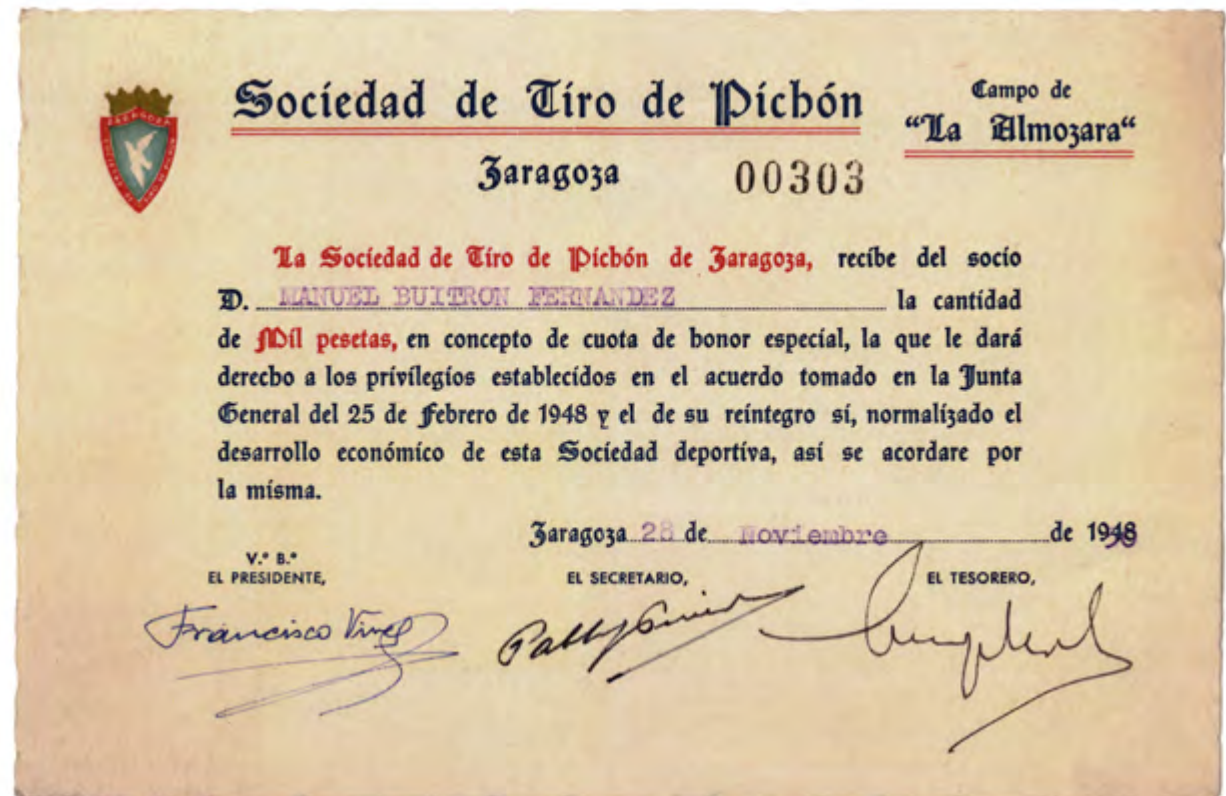 Sociedad de Tiro de Pichón
Campo de
“La Almozara“
Zaragoza 00303
La Sociedad de Tiro de Pichón de Zaragoza, recibe del socio
D. MANUEL BUITRON FERNANDEZ la cantidad
de Mil pesetas, en concepto de cuota de honor especial, la que le dará
derecho a los privilegios establecidos en el acuerdo tomado en la Junta
General del 25 de febrero de 1948 y el de su reintegro si, normalizado el
desarrollo económico de esta Sociedad deportiva, así se acordare por
la misma.
Zaragoza 28 de Noviembre de 19
V.º B.º
EL PRESIDENTE, EL SECRETARIO, EL TESORERO,
Francisco